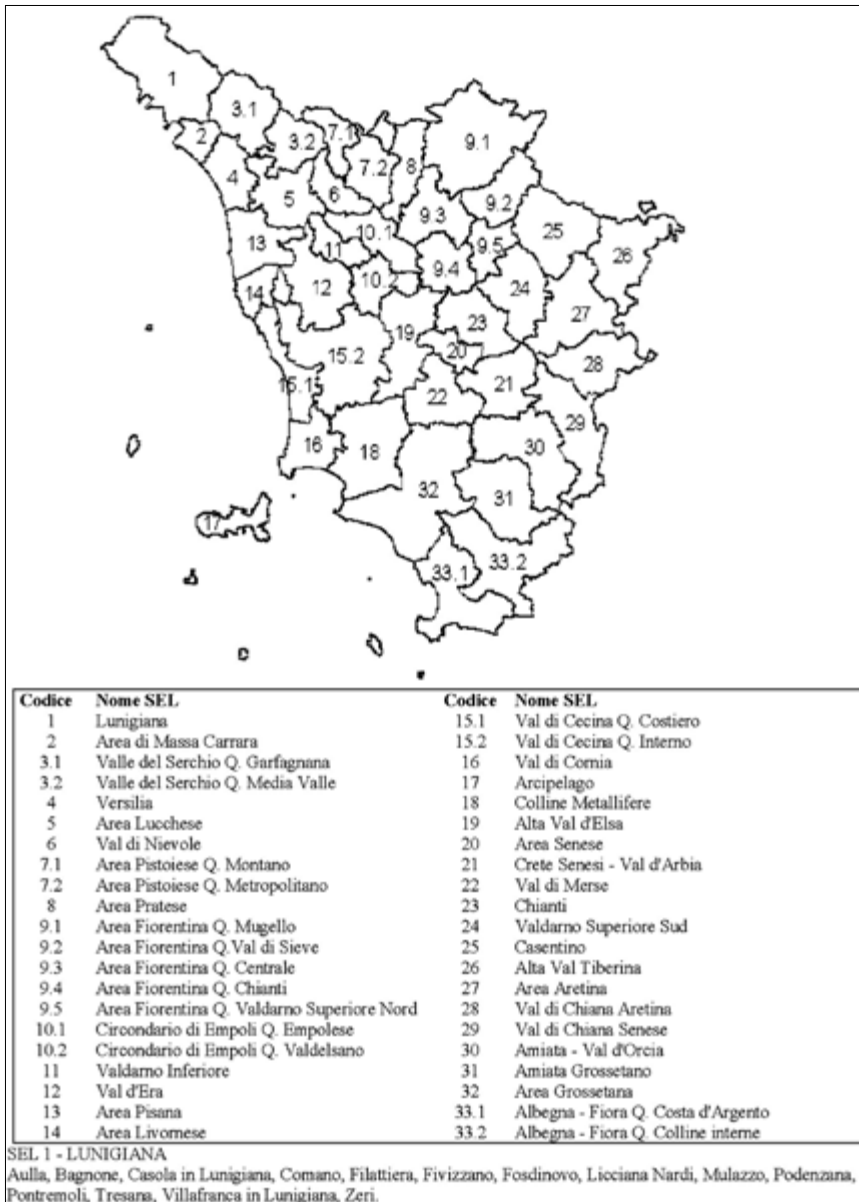 1
3.1
2
3.2
7.1
7.2
8
9.1
4
5
6
9.3
9.2
25
26
13
10.1
11
9.5
9.4
14
12
10.2
24
27
19
23
20
28
15.2
15.1
22
21
29
16
18
30
32
31
17
33.1
33.2
Codice Nome SEL
1 Lunigiana
2 Area di Massa Carrara
3.1 Valle del Serchio Q. Garfagnana
3.2 Valle del Serchio Q. Media Valle
4 Versilia
5 Area Lucchese
6 Val di Nievole
7.1 Area Pistoiese Q. Montano
7.2 Area Pistoiese Q. Metropolitano
8 Area Pratese
9.1 Area Fiorentina Q. Mugello
9.2 Area Fiorentina Q.Val di Sieve
9.3 Area Fiorentina Q. Centrale
9.4 Area Fiorentina Q. Chianti
9.5 Area Fiorentina Q. Valdarno Superiore Nord
10.1 Circondario di Empoli Q. Empolese
10.2 Circondario di Empoli Q. Valdelsano
11 Valdarno Inferiore
12 Val d'Era
13 Area Pisana
14 Area Livornese
Codice Nome SEL
15.1 Val di Cecina Q. Costiero
15.2 Val di Cecina Q. Interno
16 Val di Cornia
17 Arcipelago
18 Colline Metallifere
19 Alta Val d'Elsa
20 Area Senese
21 Crete Senesi - Val d'Arbia
22 Val di Merse
23 Chianti
24 Valdarno Superiore Sud
25 Casentino
26 Alta Val Tiberina
27 Area Aretina
28 Val di Chiana Aretina
29 Val di Chiana Senese
30 Amiata - Val d'Orcia
31 Amiata Grossetano
32 Area Grossetana
33.1 Albegna - Fiora Q. Costa d'Argento
33.2 Albegna - Fiora Q. Colline interne
SEL 1 - LUNIGIANA
Aulla, Bagnone, Casola in Lunigiana, Comano, Filattiera, Fivizzano, Fosdinovo, Licciana Nardi, Mulazzo, Podenzana,
Pontremoli, Tresana, Villafranca in Lunigiana, Zeri.